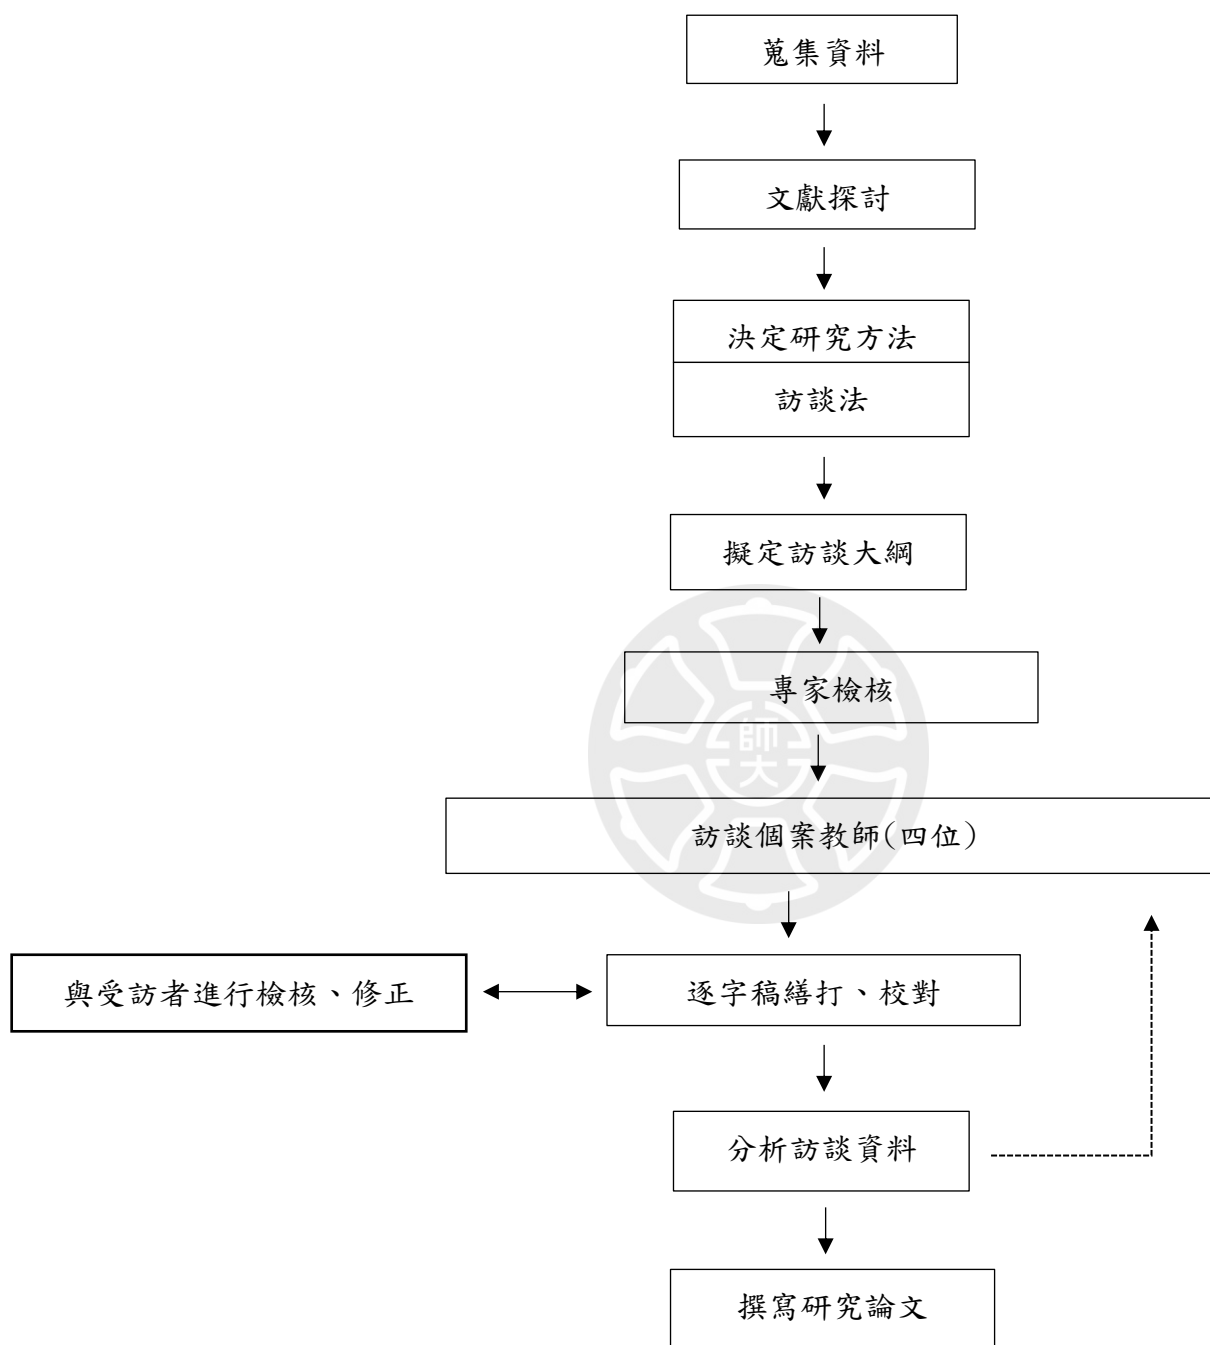 蒐集資料
文獻探討
決定研究方法
訪談法
擬定訪談大綱
專家檢核
師大
訪談個案教師(四位)
與受訪者進行檢核、修正
逐字稿繕打、校對
分析訪談資料
撰寫研究論文